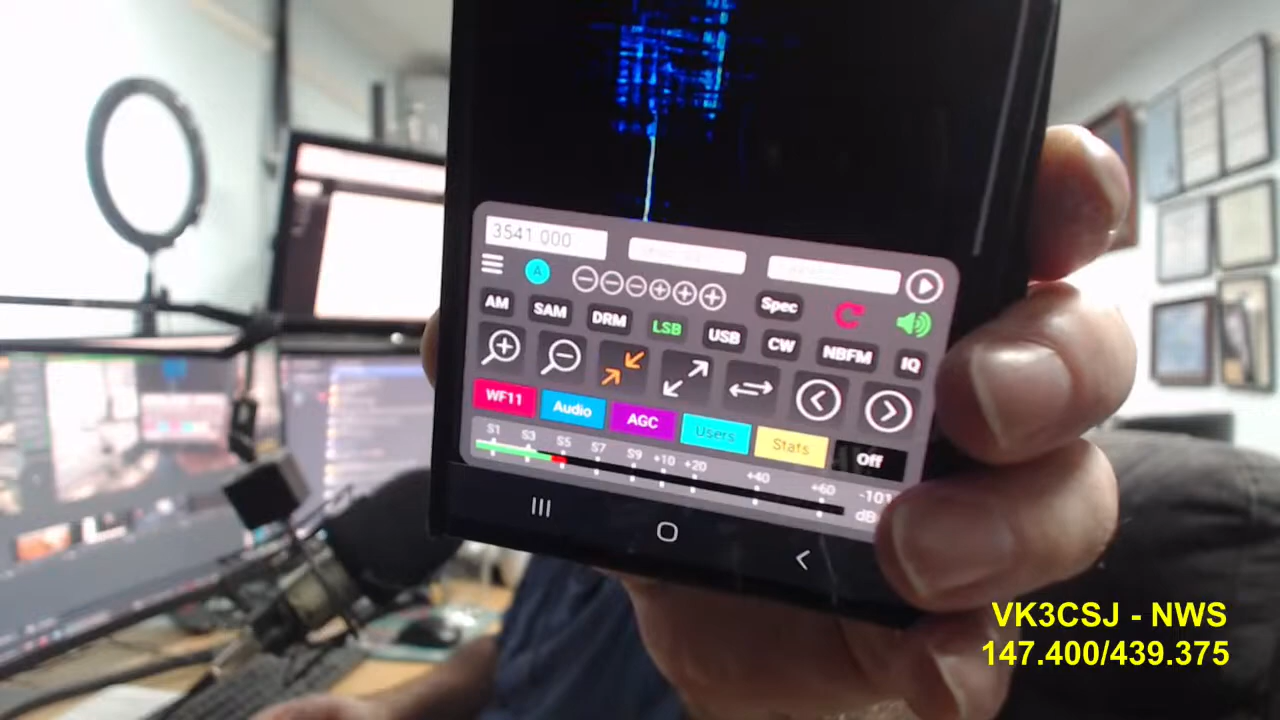 3541.000
A
Spec
AM SAM DRM LSB USB CW NBFM IQ
WF11 Audio AGC Users Stats Off
S1 S3 S5 S7 S9 +10 +20 +40 +60 -101
dB
VK3CSJ - NWS
147.400/439.375